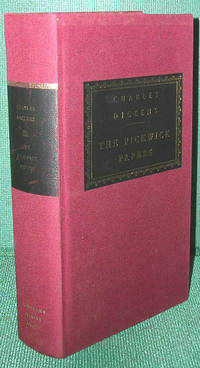 CHARLES
DICKENS
THE PICKWICK
PAPERS
CHARLES
DICKENS
THE
PICKWICK
PAPERS